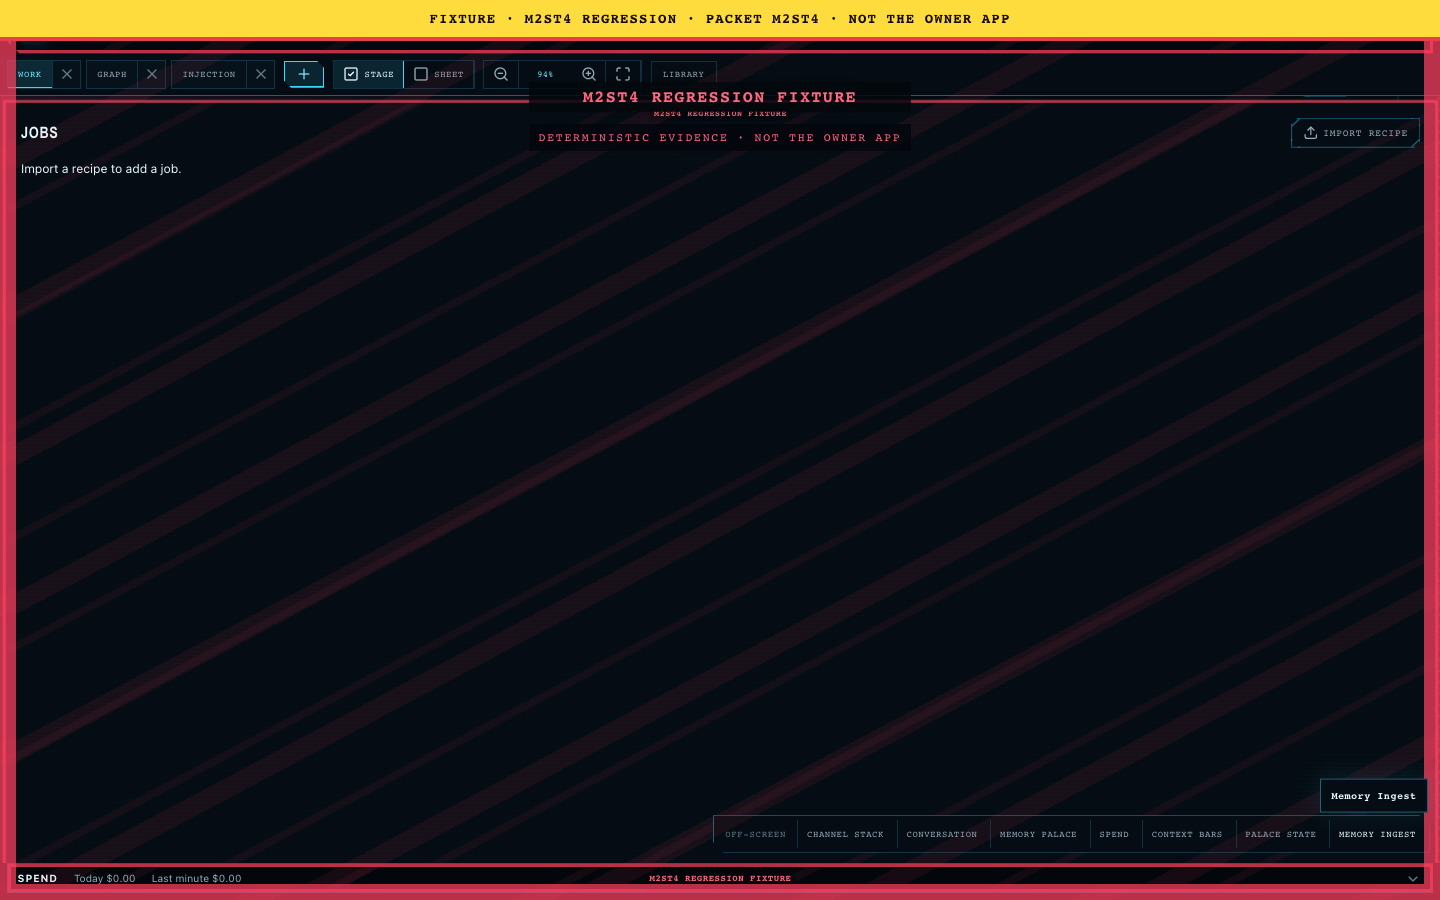 FIXTURE · M2ST4 REGRESSION · PACKET M2ST4 · NOT THE OWNER APP
WORK GRAPH INJECTION STAGE SHEET 94% LIBRARY
M2ST4 REGRESSION FIXTURE
M2ST4 REGRESSION FIXTURE
DETERMINISTIC EVIDENCE · NOT THE OWNER APP
JOBS
IMPORT RECIPE
Import a recipe to add a job.
Memory Ingest
OFF-SCREEN CHANNEL STACK CONVERSATION MEMORY PALACE SPEND CONTEXT BARS PALACE STATE MEMORY INGEST
SPEND Today $0.00 Last minute $0.00 M2ST4 REGRESSION FIXTURE